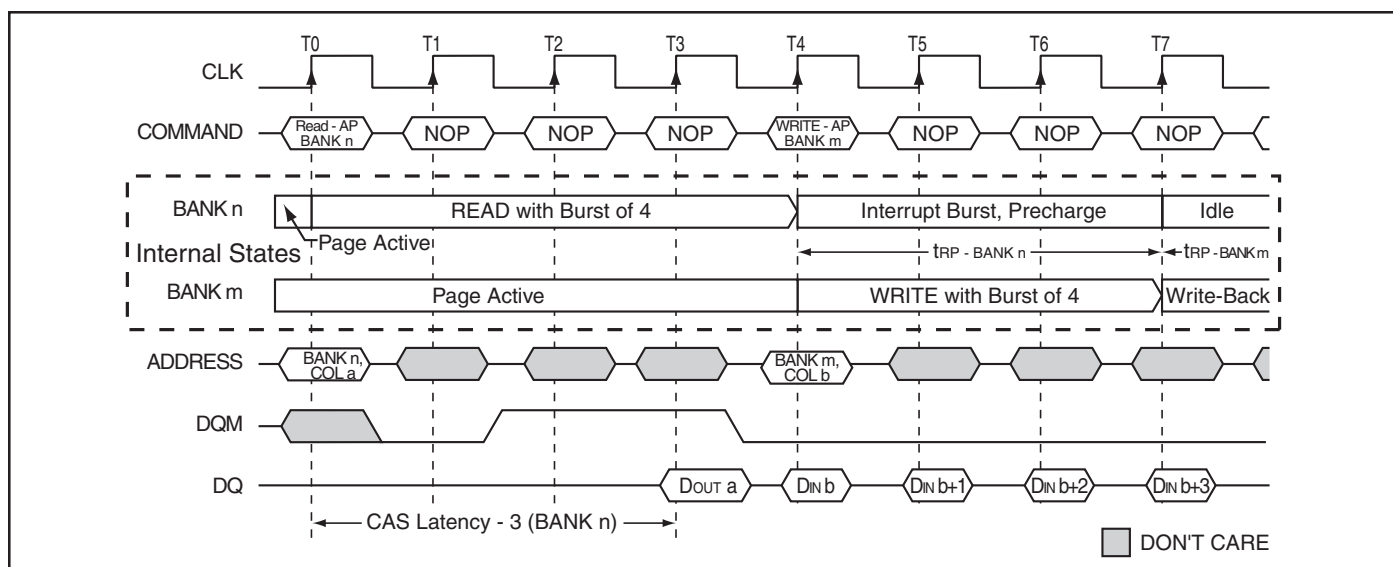 T0 T1 T2 T3 T4 T5 T6 T7
CLK
COMMAND Read - AP BANK n NOP NOP NOP WRITE - AP BANK m NOP NOP NOP
BANK n READ with Burst of 4 Interrupt Burst, Precharge Idle
Page Active tRP - BANK n tRP - BANK m
Internal States
BANK m Page Active WRITE with Burst of 4 Write-Back
ADDRESS BANK n, COL a BANK m, COL b
DQM
DQ DOUT a DIN b DIN b+1 DIN b+2 DIN b+3
CAS Latency - 3 (BANK n)
DON'T CARE